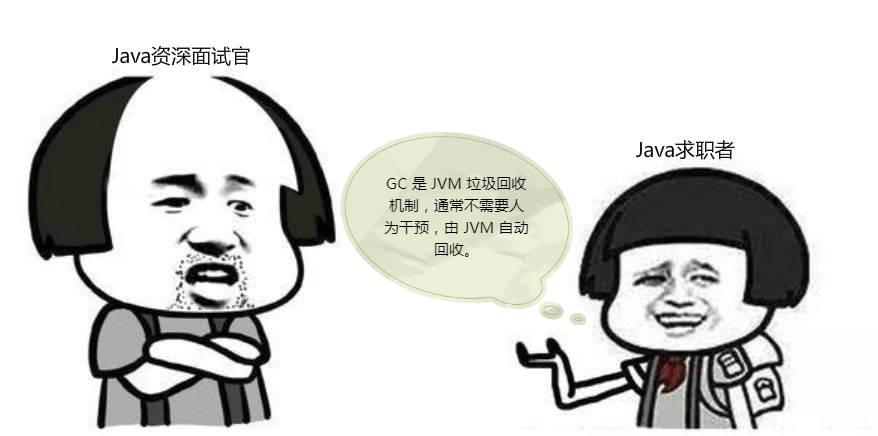 Java资深面试官
Java求职者
GC 是 JVM 垃圾回收
机制，通常不需要人
为干预，由 JVM 自动
回收。